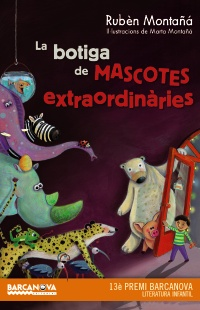 Rubèn Montañá
Il·lustracions de Marta Montañá
La botiga
de MASCOTES
extraordinàries
BARCANOVA
13è PREMI BARCANOVA
LITERATURA INFANTIL